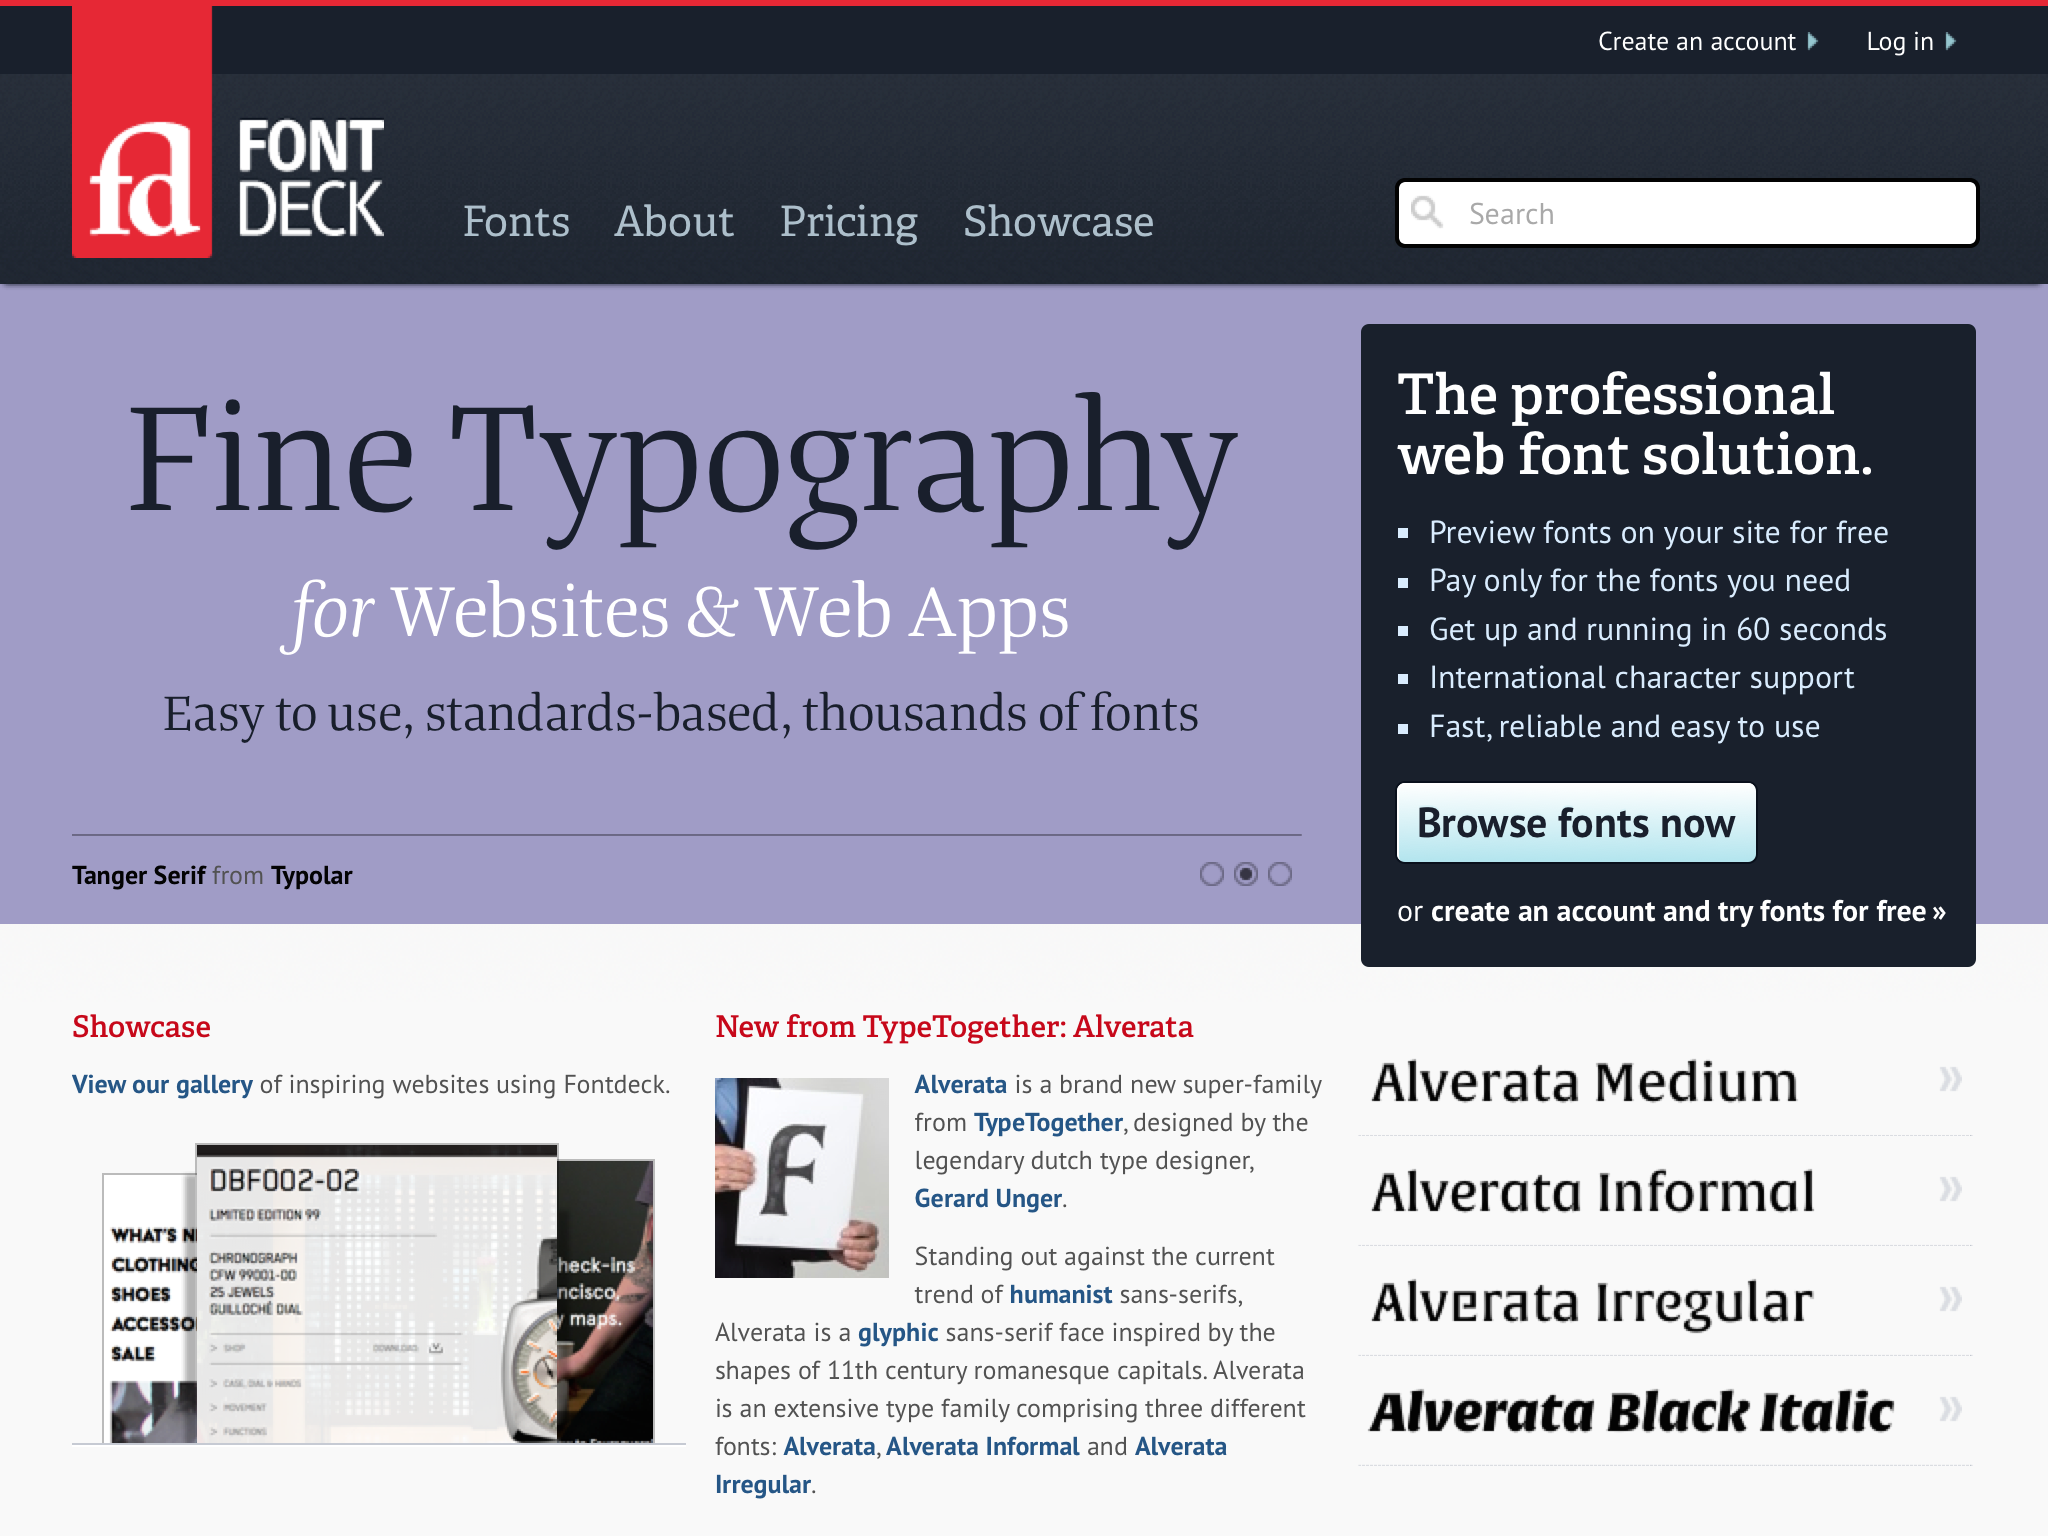 Create an account
Log in
fd
FONT
DECK
Fonts
About
Pricing
Showcase
Search
Fine Typography
for Websites & Web Apps
Easy to use, standards-based, thousands of fonts
Tanger Serif from Typolar
The professional
web font solution.
Preview fonts on your site for free
Pay only for the fonts you need
Get up and running in 60 seconds
International character support
Fast, reliable and easy to use
Browse fonts now
or create an account and try fonts for free »
Showcase
View our gallery of inspiring websites using Fontdeck.
WHAT'S
CLOTHING
SHOES
SALE
DBF002-02
LIMITED EDITION 99
CHRONOGRAPH
CFW 99001-00
25 JEWELS
GUILLOCHÉ DIAL
> SHOP
DOWNLOAD
> CASE, DIAL & HANDS
> MOVEMENT
> FUNCTIONS
heck-ins
ncisco,
y maps.
New from TypeTogether: Alverata
F
Alverata is a brand new super-family
from TypeTogether, designed by the
legendary dutch type designer,
Gerard Unger.
Standing out against the current
trend of humanist sans-serifs,
Alverata is a glyphic sans-serif face inspired by the
shapes of 11th century romanesque capitals. Alverata
is an extensive type family comprising three different
fonts: Alverata, Alverata Informal and Alverata
Irregular.
Alverata Medium »
Alverata Informal »
Alverata Irregular »
Alverata Black Italic »